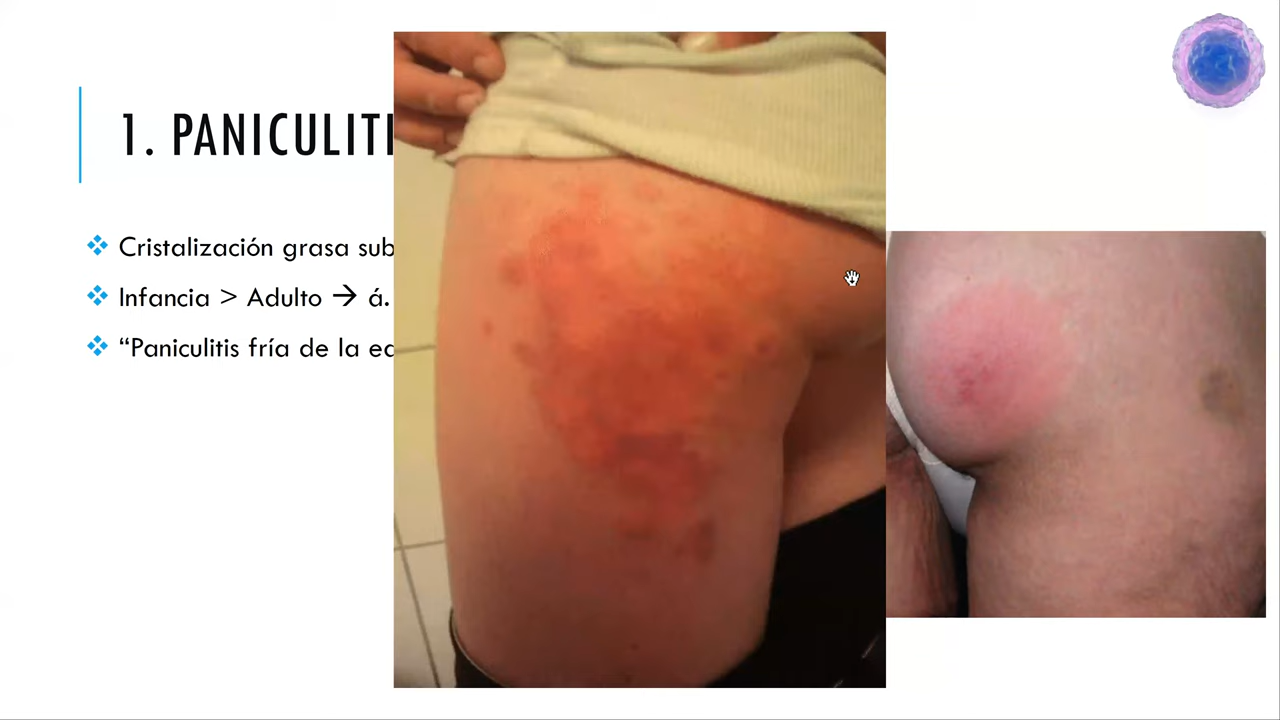 1. PANICULITI
Cristalización grasa sub
Infancia > Adulto → á.
“Paniculitis fría de la ec